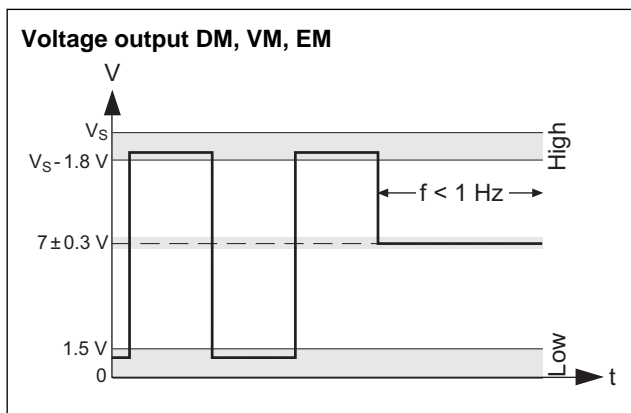 Voltage output DM, VM, EM
V
VS
VS - 1.8 V
High
f < 1 Hz
7 ± 0.3 V
1.5 V
Low
0
t